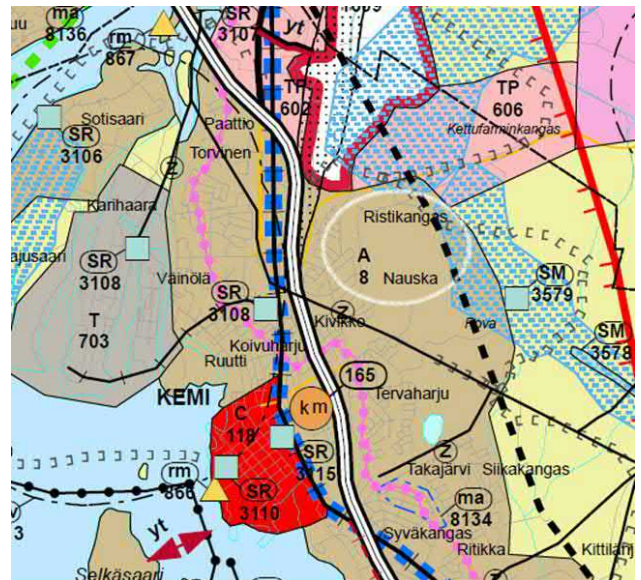 ma
8136
rm
867
SR
3107
yt
TP
602
TP
606
Kettufarminkangas
Sotisaari
SR
3106
Paattio
Torvinen
Z
Karihaara
ajusaari
SR
3108
T
703
Väinölä
Ristikangas
A
8
Nauska
SM
3579
SM
3578
SR
3108
Z
Kivikko
Koivuharju
Ruutti
KEMI
165
km
C
118
Tervaharju
SR
3115
rm
866
SR
3110
Z
Takajärvi
Siikakangas
ma
8134
yt
3
Syväkangas
Ritikka
Kittilänj
Selkäsaari